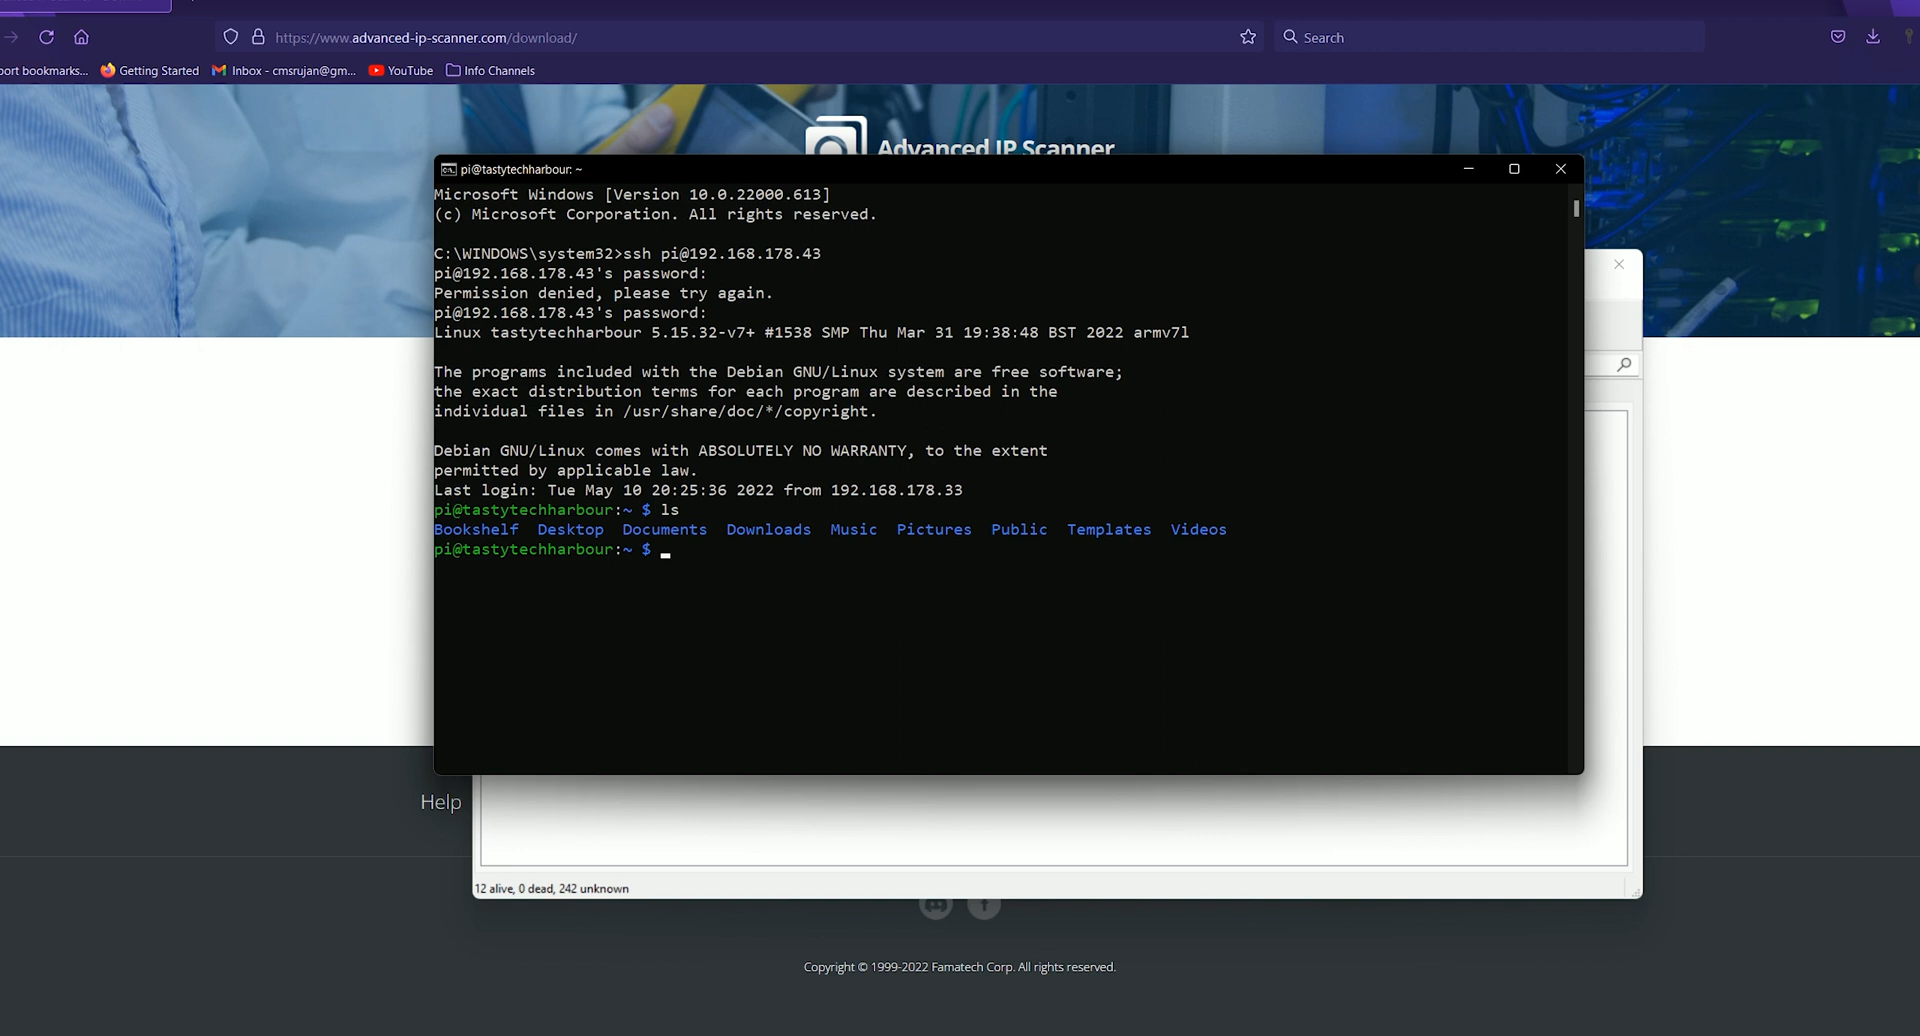 https://www.advanced-ip-scanner.com/download/
Search
port bookmarks...
Getting Started
Inbox - cmsrujan@gm...
YouTube
Info Channels
Advanced IP Scanner
pi@tastytechharbour: ~
Microsoft Windows [Version 10.0.22000.613]
(c) Microsoft Corporation. All rights reserved.
C:\WINDOWS\system32>ssh pi@192.168.178.43
pi@192.168.178.43's password:
Permission denied, please try again.
pi@192.168.178.43's password:
Linux tastytechharbour 5.15.32-v7+ #1538 SMP Thu Mar 31 19:38:48 BST 2022 armv7l
The programs included with the Debian GNU/Linux system are free software;
the exact distribution terms for each program are described in the
individual files in /usr/share/doc/*/copyright.
Debian GNU/Linux comes with ABSOLUTELY NO WARRANTY, to the extent
permitted by applicable law.
Last login: Tue May 10 20:25:36 2022 from 192.168.178.33
pi@tastytechharbour:~ $ ls
Bookshelf Desktop Documents Downloads Music Pictures Public Templates Videos
pi@tastytechharbour:~ $
Help
12 alive, 0 dead, 242 unknown
Copyright © 1999-2022 Famatech Corp. All rights reserved.